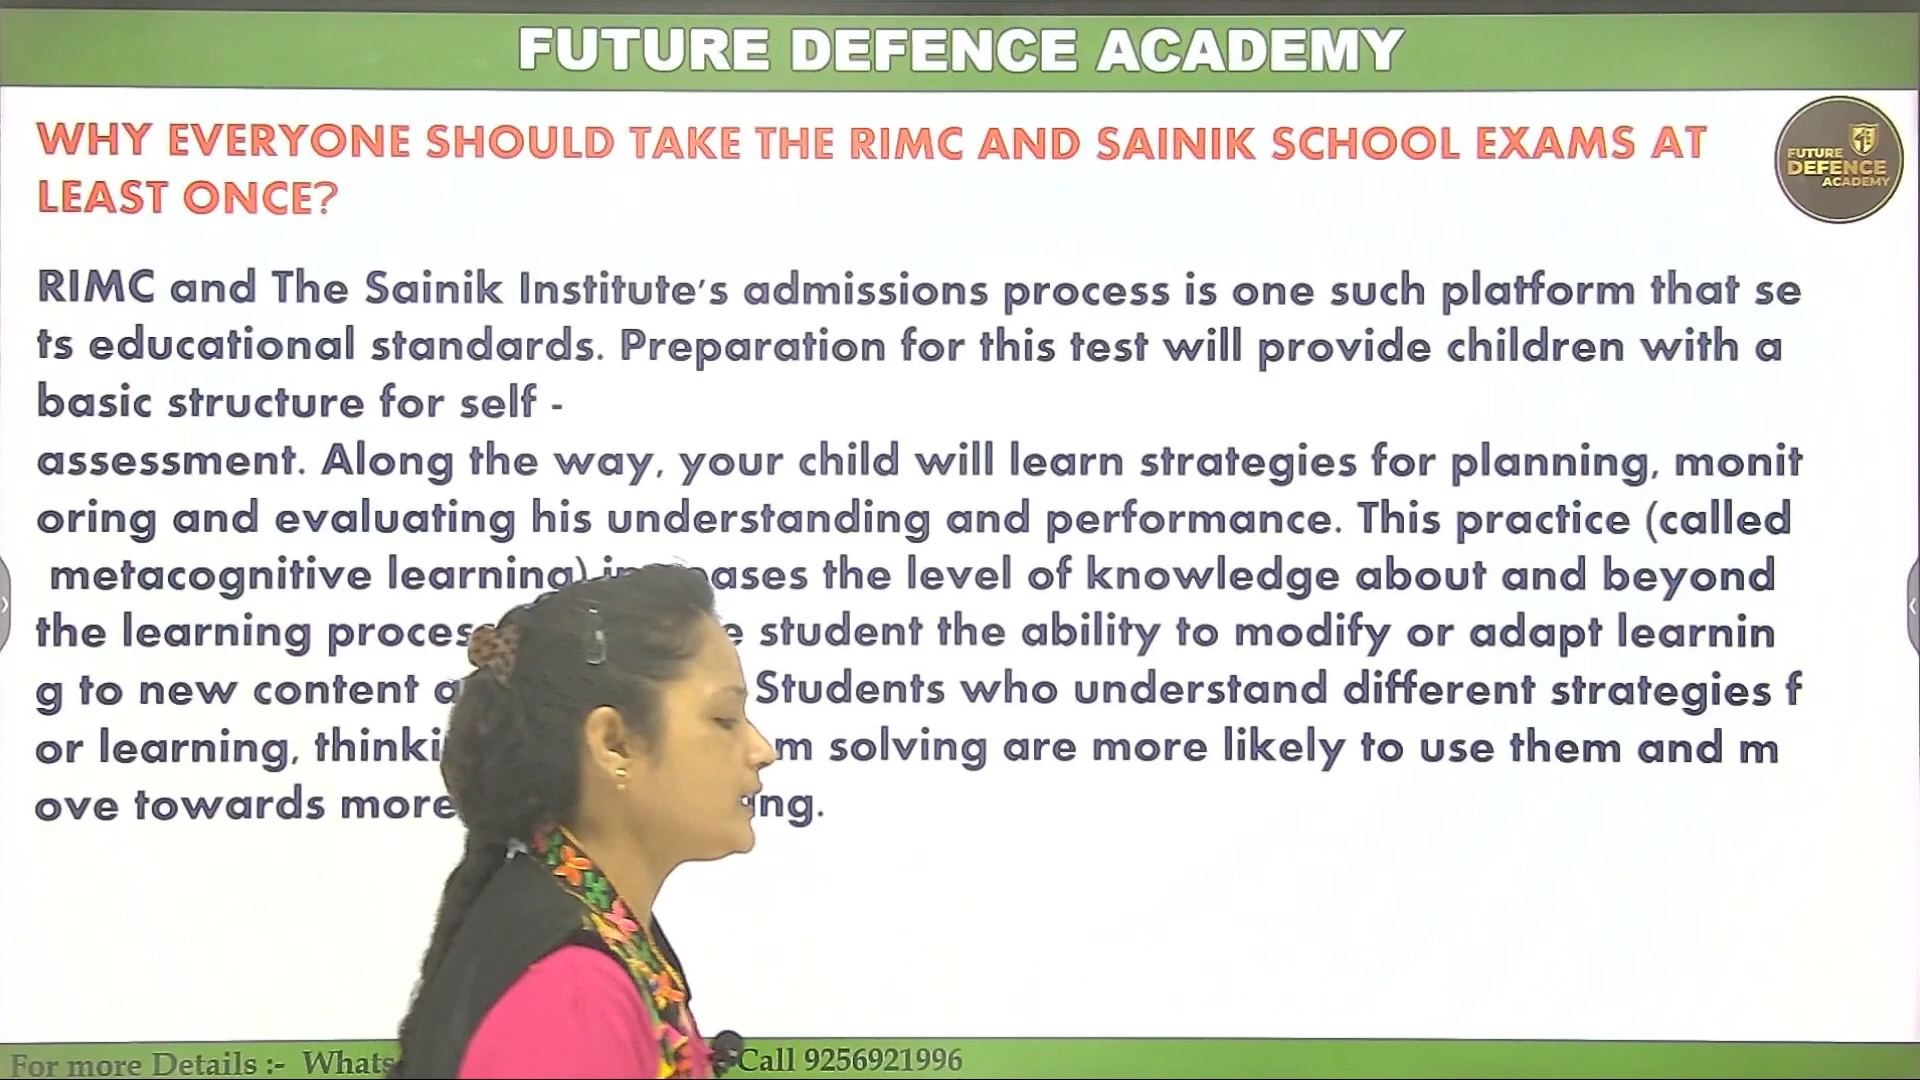 FUTURE DEFENCE ACADEMY
WHY EVERYONE SHOULD TAKE THE RIMC AND SAINIK SCHOOL EXAMS AT
LEAST ONCE?
FUTURE
DEFENCE
ACADEMY
RIMC and The Sainik Institute's admissions process is one such platform that se
ts educational standards. Preparation for this test will provide children with a
basic structure for self -
assessment. Along the way, your child will learn strategies for planning, monit
oring and evaluating his understanding and performance. This practice (called
metacognitive learning) the level of knowledge about and beyond
the learning student the ability to modify or adapt learnin
g to new content Students who understand different strategies f
or learning, solving are more likely to use them and m
ove towards more
For more Details :- Call 9256921996